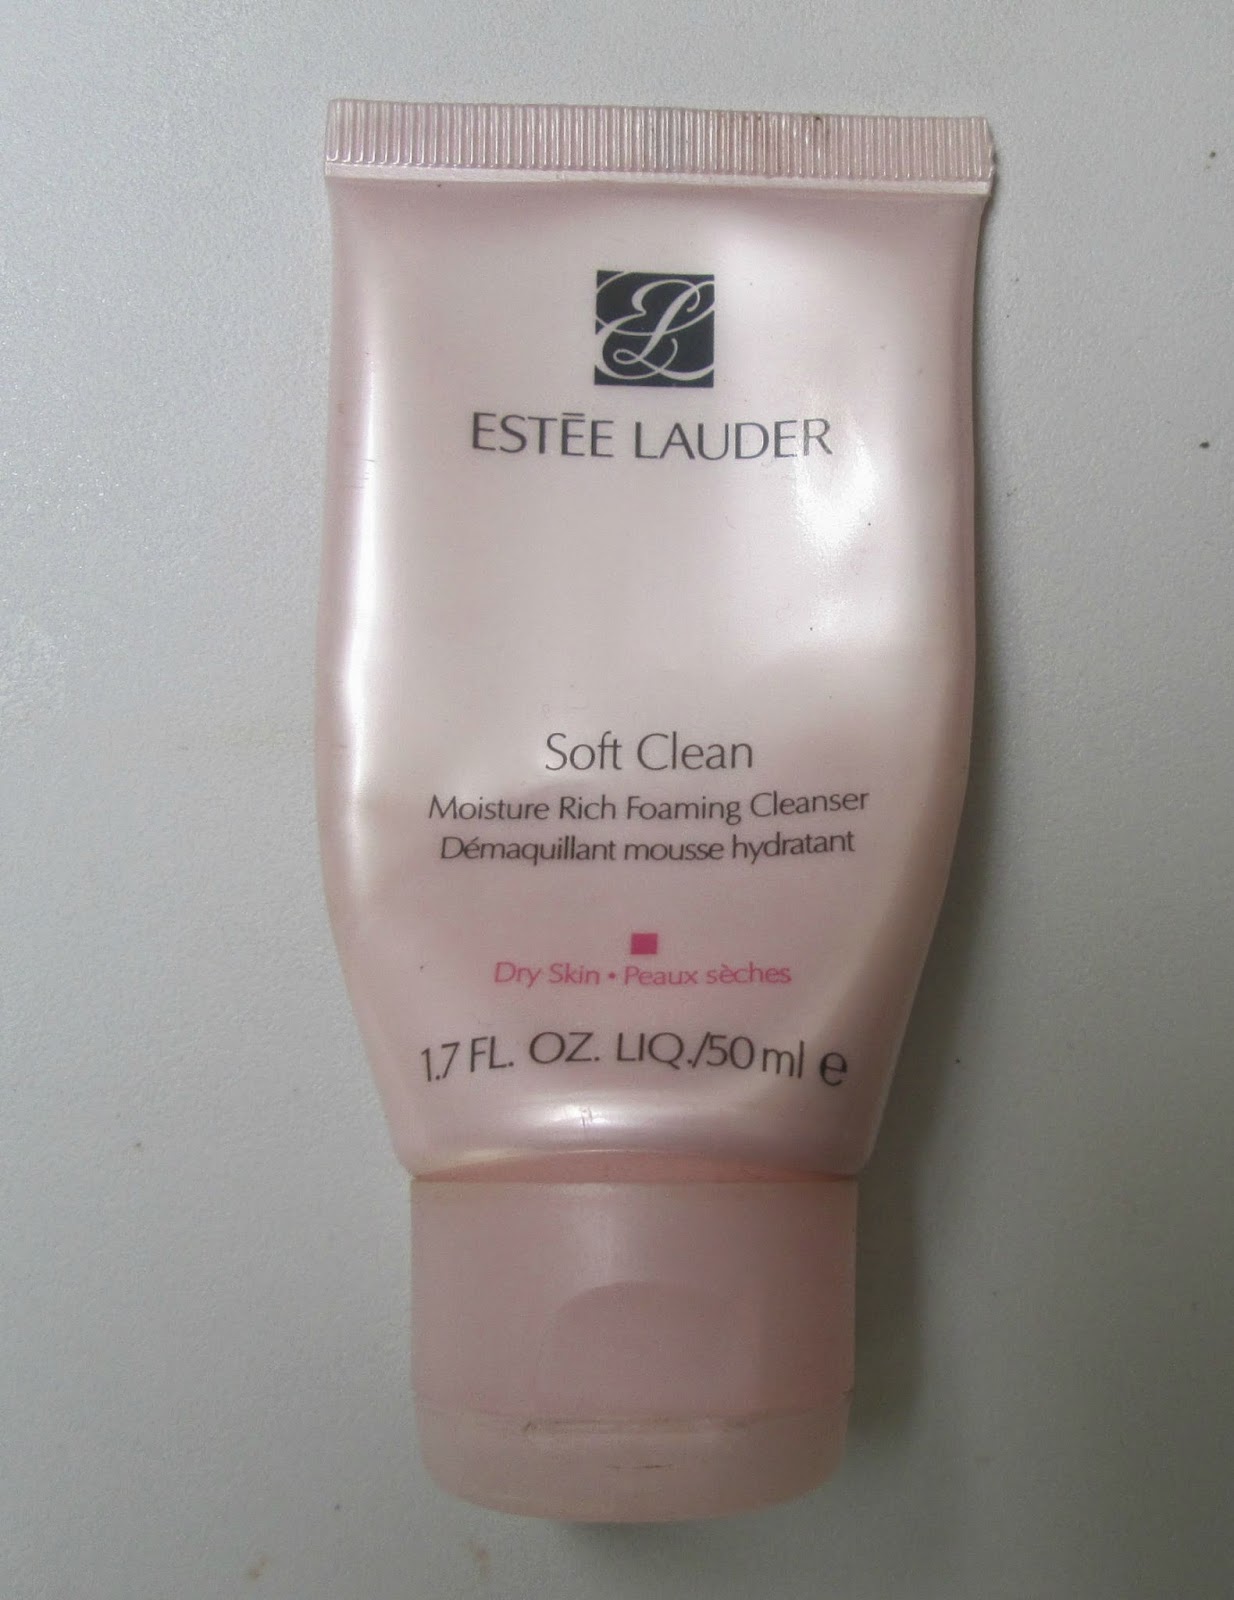 EL
ESTĒE LAUDER
Soft Clean
Moisture Rich Foaming Cleanser
Démaquillant mousse hydratant
Dry Skin • Peaux sèches
1.7 FL. OZ. LIQ./50 ml ℮